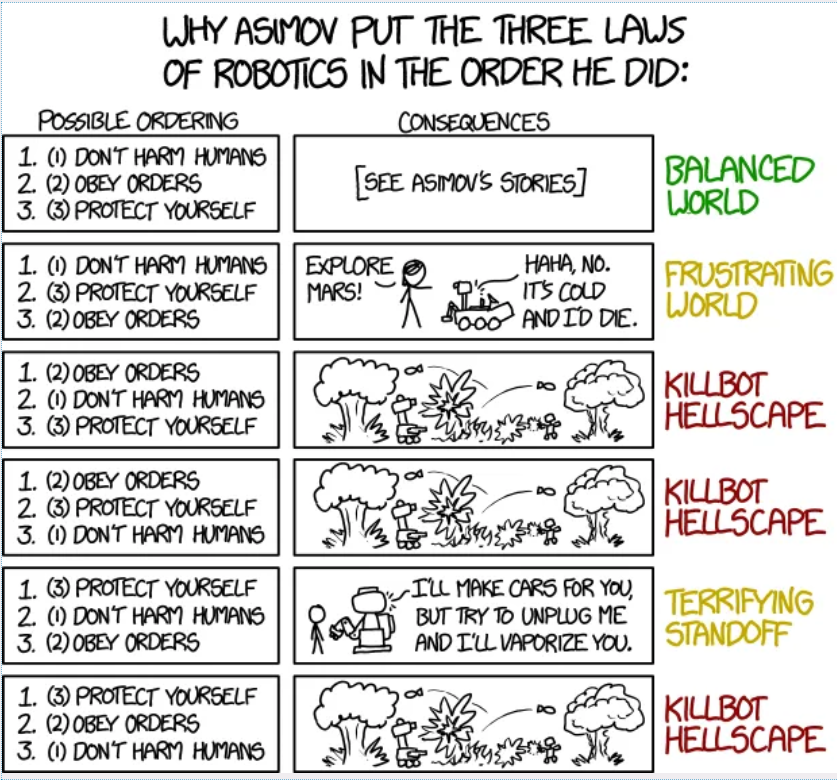 WHY ASIMOV PUT THE THREE LAWS
OF ROBOTICS IN THE ORDER HE DID:
POSSIBLE ORDERING
CONSEQUENCES
1. (1) DON'T HARM HUMANS
2. (2) OBEY ORDERS
3. (3) PROTECT YOURSELF
[SEE ASIMOV'S STORIES]
BALANCED
WORLD
1. (1) DON'T HARM HUMANS
2. (3) PROTECT YOURSELF
3. (2) OBEY ORDERS
EXPLORE
MARS!
HAHA, NO.
IT'S COLD
AND I'D DIE.
FRUSTRATING
WORLD
1. (2) OBEY ORDERS
2. (1) DON'T HARM HUMANS
3. (3) PROTECT YOURSELF
KILLBOT
HELLSCAPE
1. (2) OBEY ORDERS
2. (3) PROTECT YOURSELF
3. (1) DON'T HARM HUMANS
KILLBOT
HELLSCAPE
1. (3) PROTECT YOURSELF
2. (1) DON'T HARM HUMANS
3. (2) OBEY ORDERS
I'LL MAKE CARS FOR YOU,
BUT TRY TO UNPLUG ME
AND I'LL VAPORIZE YOU.
TERRIFYING
STANDOFF
1. (3) PROTECT YOURSELF
2. (2) OBEY ORDERS
3. (1) DON'T HARM HUMANS
KILLBOT
HELLSCAPE